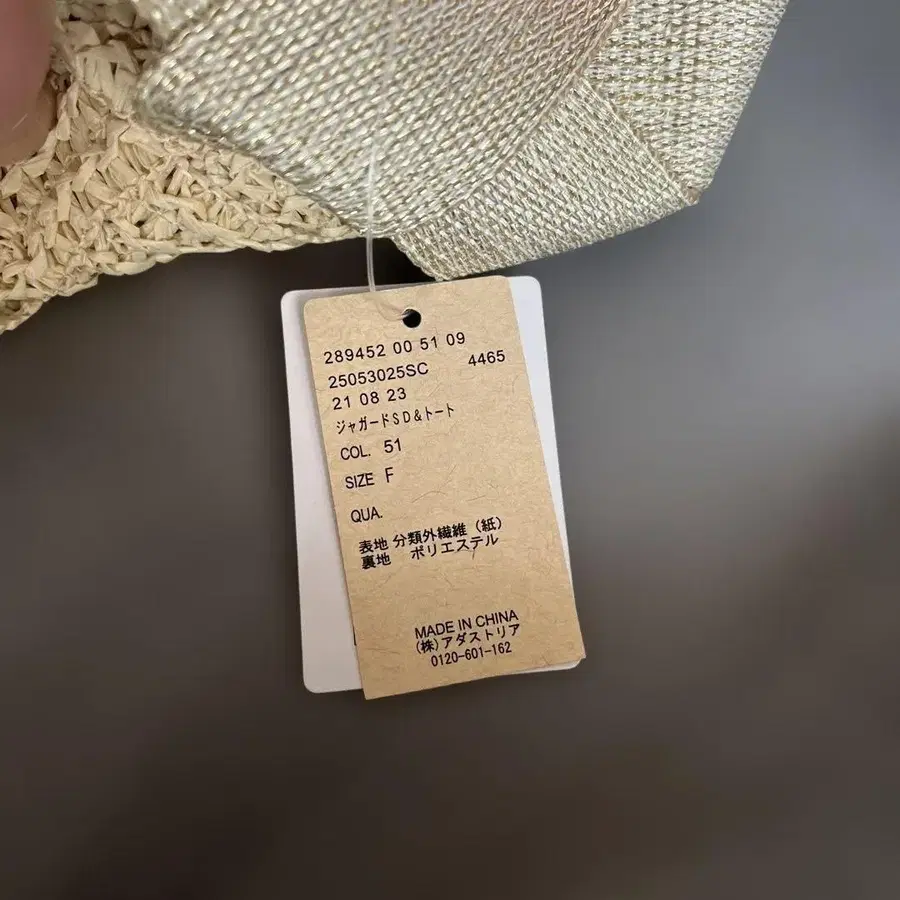 289452 00 51 09
25053025SC 4465
21 08 23
ジャガードSD&トート
COL. 51
SIZE F
QUA.
表地 分類外繊維（紙）
裏地 ポリエステル
MADE IN CHINA
(株)アダストリア
0120-601-162